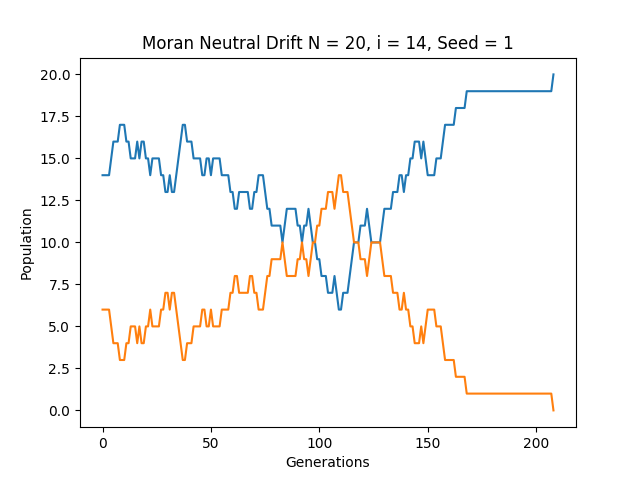 Moran Neutral Drift N = 20, i = 14, Seed = 1
20.0
17.5
15.0
12.5
10.0
7.5
5.0
2.5
0.0
Population
0 50 100 150 200
Generations